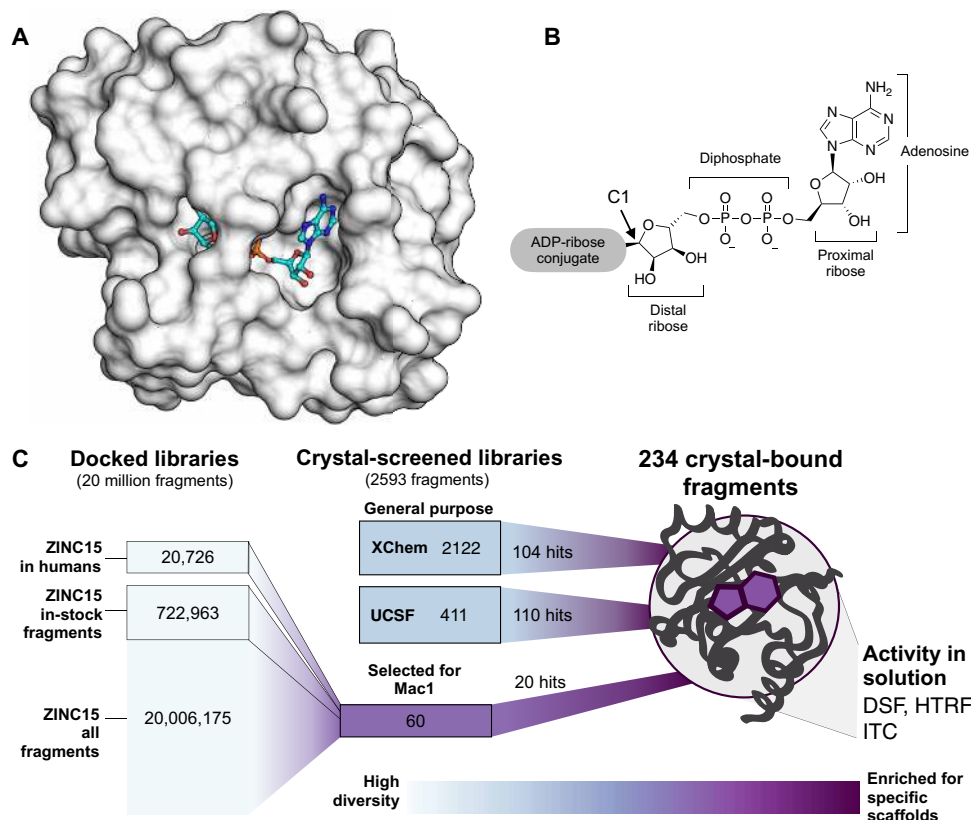 A
B
NH₂
N
N
N
N
Adenosine
Diphosphate
O
O
O
OH
C1
O
P
O
P
O
O⁻
O⁻
OH
ADP-ribose
conjugate
O
OH
HO
Proximal
ribose
Distal
ribose
C
Docked libraries
(20 million fragments)
Crystal-screened libraries
(2593 fragments)
234 crystal-bound
fragments
General purpose
ZINC15
in humans
20,726
XChem 2122
104 hits
ZINC15
in-stock
fragments
722,963
UCSF 411
110 hits
Selected for
Mac1
20 hits
60
ZINC15
all
fragments
20,006,175
Activity in
solution
DSF, HTRF
ITC
High
diversity
Enriched for
specific
scaffolds